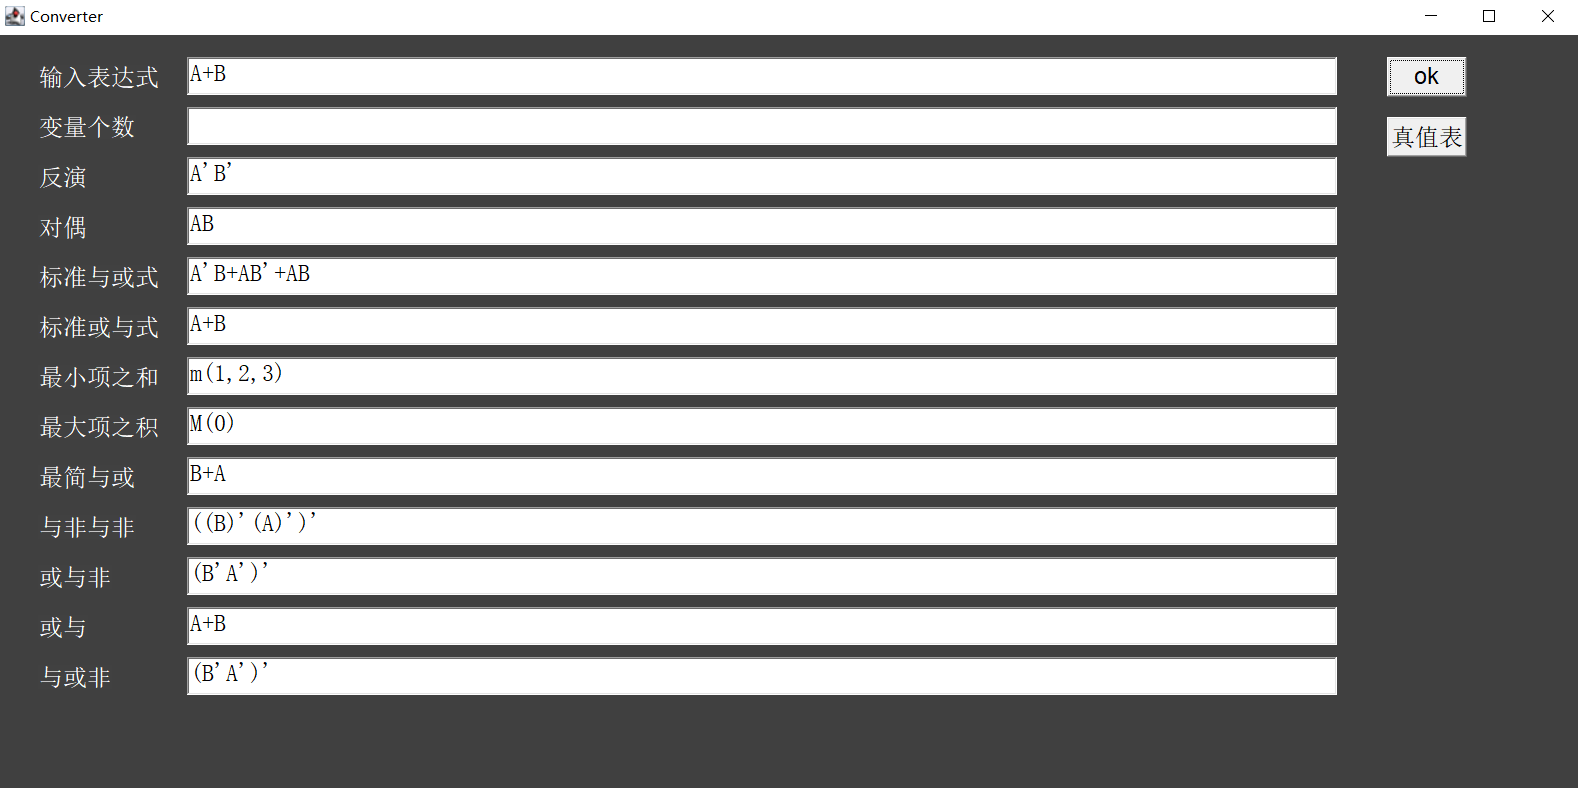 Converter
输入表达式 A+B ok
变量个数 真值表
反演 A'B'
对偶 AB
标准与或式 A'B+AB'+AB
标准或与式 A+B
最小项之和 m(1,2,3)
最大项之积 M(0)
最简与或 B+A
与非与非 ((B)'(A)')'
或与非 (B'A')'
或与 A+B
与或非 (B'A')'